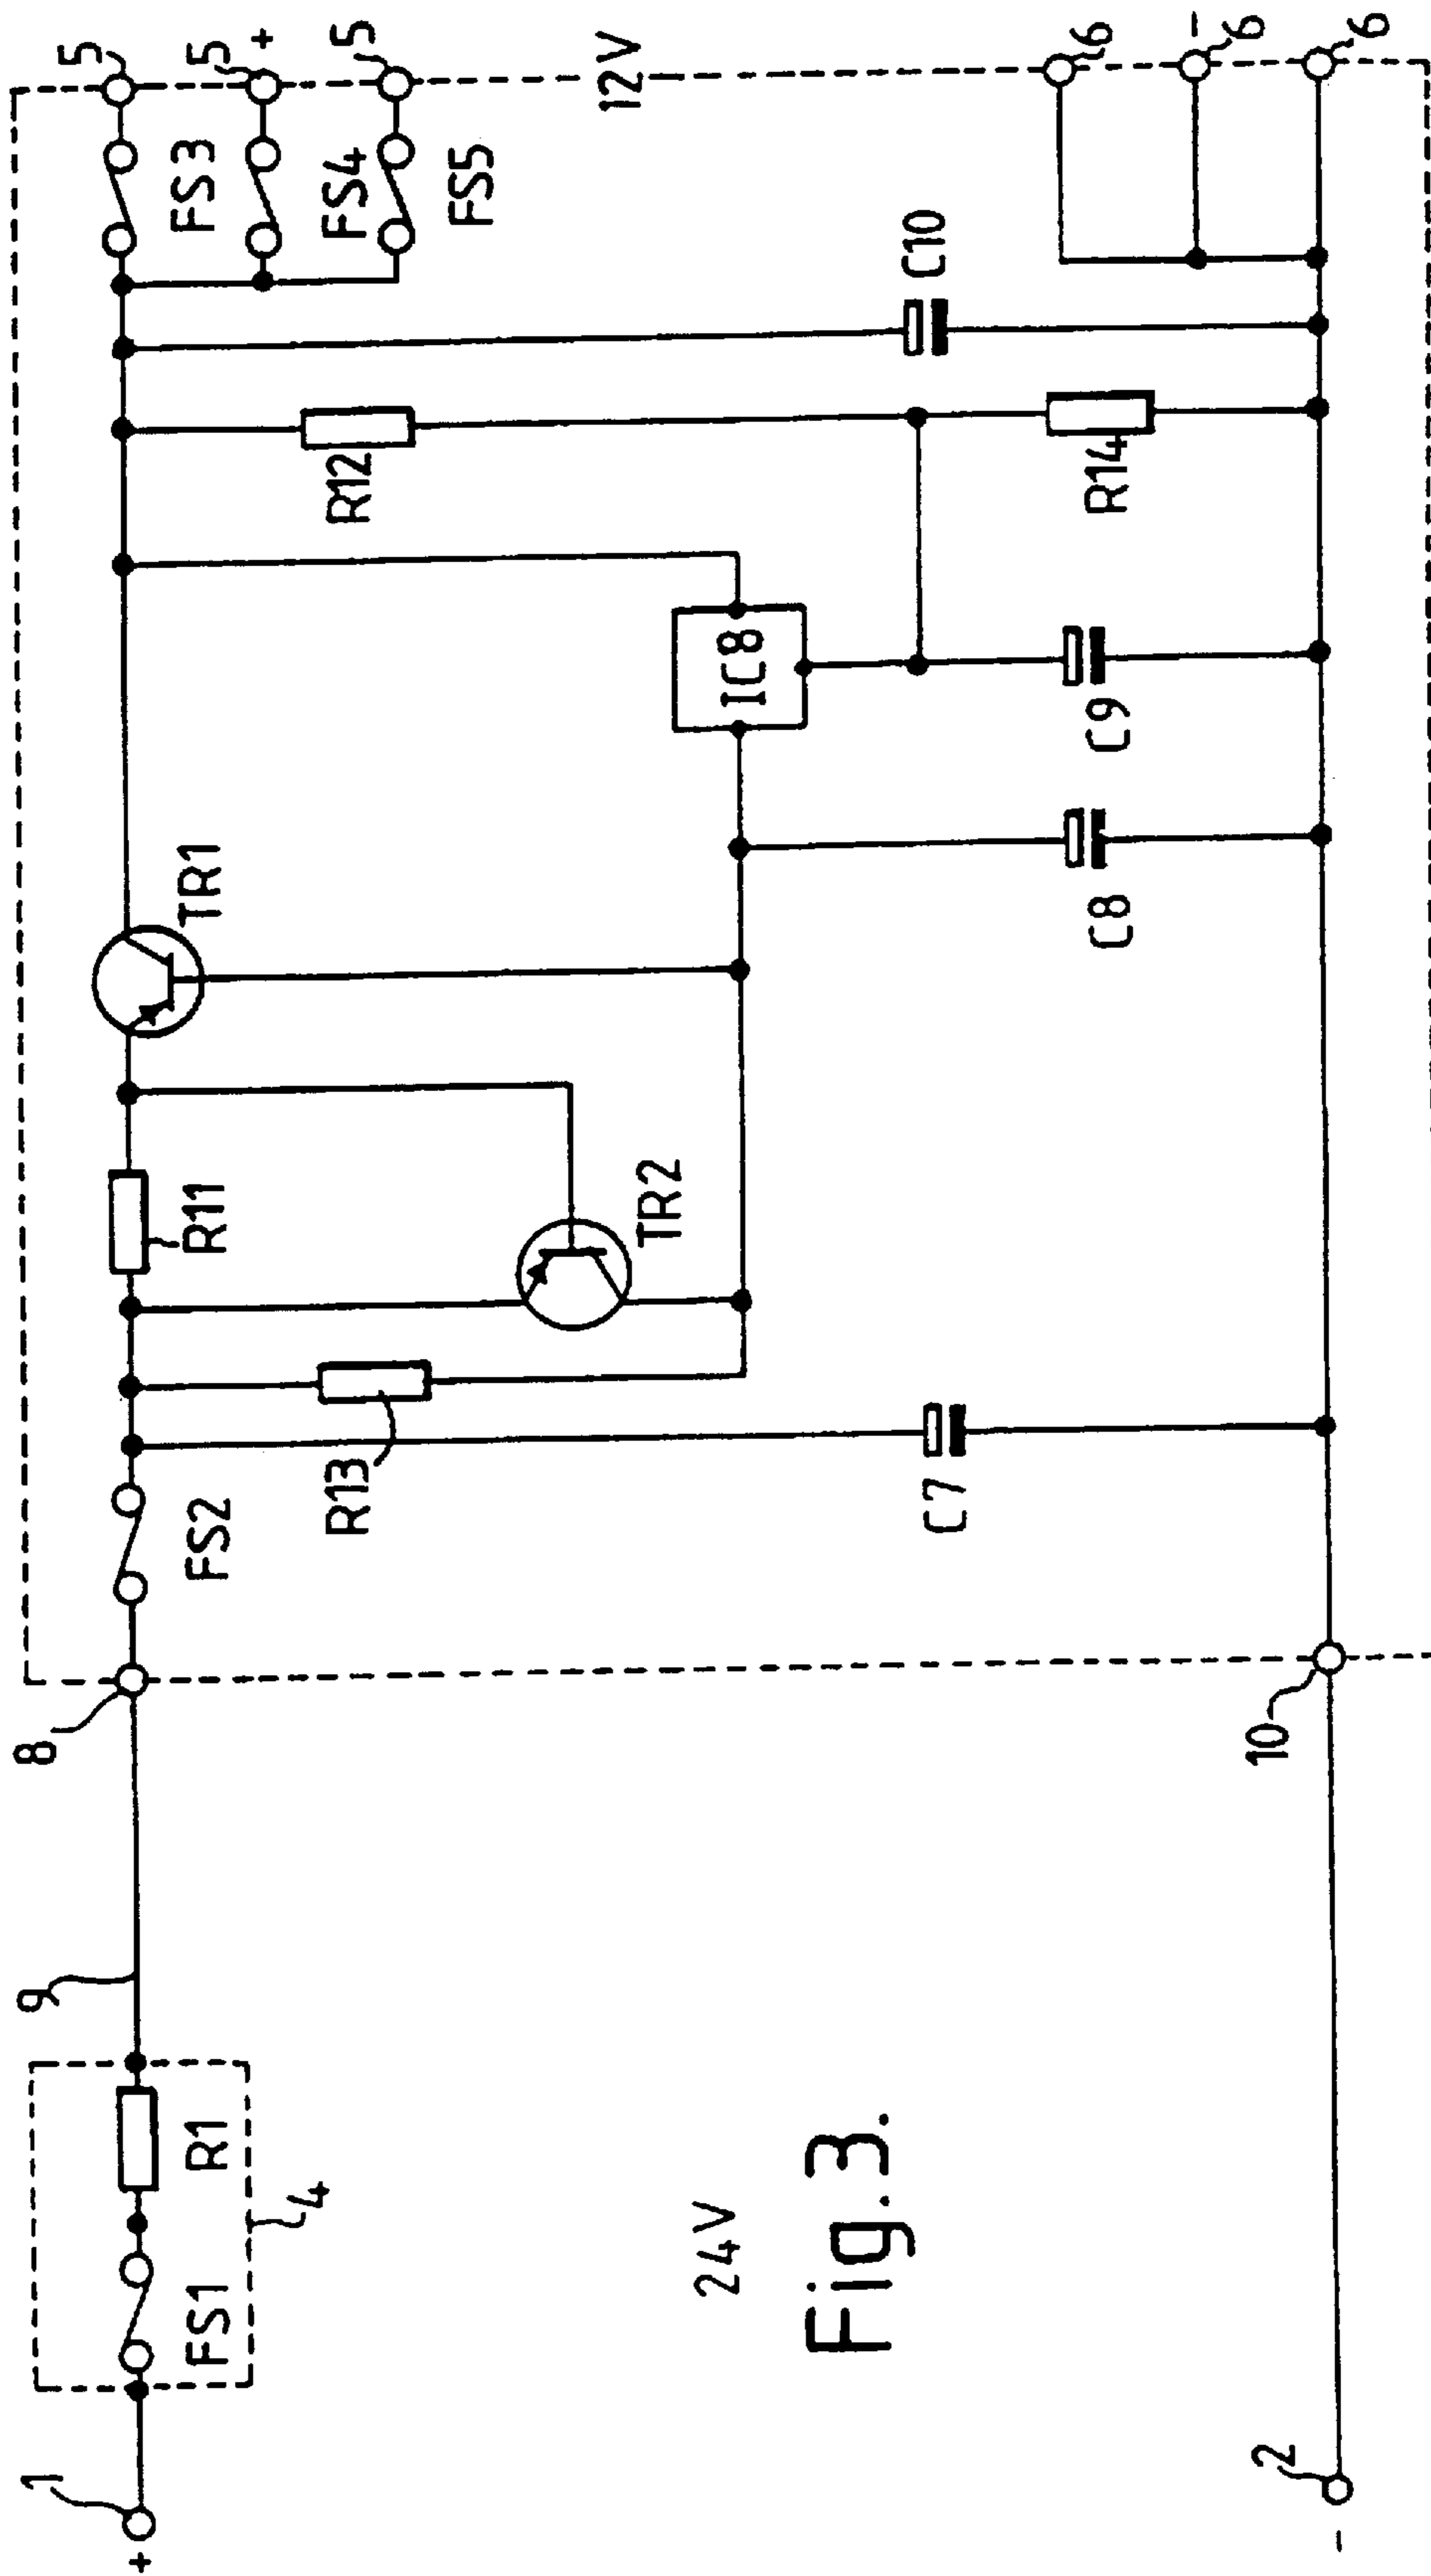 5
5
+
5
12V
6
-
6
6
FS3
FS4
FS5
C10
R12
R14
IC8
C9
TR1
C8
R11
TR2
R13
C7
FS2
8
10
9
R1
FS1
4
24V
Fig.3.
1
+
2
-